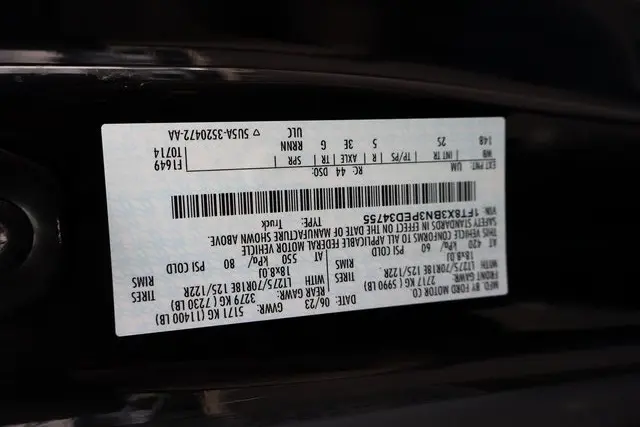 MFD. BY FORD MOTOR CO.
DATE: 06/23 GVWR: 5171 KG (11400 LB)
FRONT GAWR: 2717 KG (5990 LB) REAR GAWR: 3279 KG (7230 LB)
WITH LT275/70R18E 125/122R TIRES WITH LT275/70R18E 125/122R TIRES
18x8.0J RIMS 18x8.0J RIMS
AT 420 kPa/ 60 PSI COLD AT 550 kPa/ 80 PSI COLD
THIS VEHICLE CONFORMS TO ALL APPLICABLE FEDERAL MOTOR VEHICLE
SAFETY STANDARDS IN EFFECT ON THE DATE OF MANUFACTURE SHOWN ABOVE.
VIN: 1FT8X3BN3PED34755 TYPE: Truck
EXT PNT: UM RC: 44 DSO: F1649
WB INT TR TP/PS R AXLE TR SPR T0714
148 2S 5 3E G RRNN
ULC ▽ 5U5A-3520472-AA